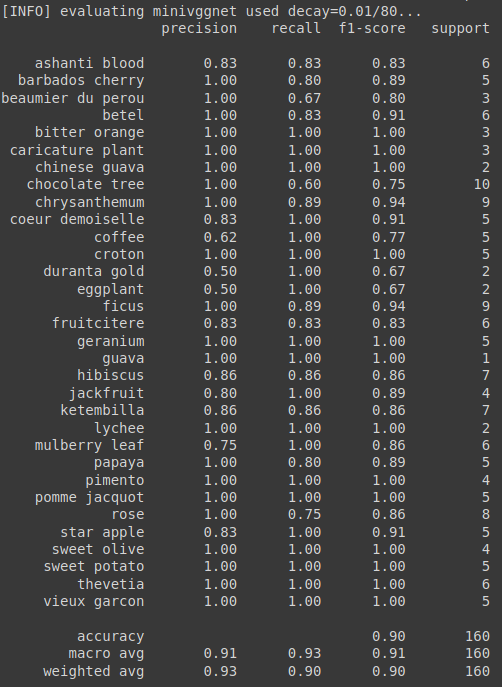 [INFO] evaluating minivggnet used decay=0.01/80...
precision recall f1-score support
ashanti blood 0.83 0.83 0.83 6
barbados cherry 1.00 0.80 0.89 5
beaumier du perou 1.00 0.67 0.80 3
betel 1.00 0.83 0.91 6
bitter orange 1.00 1.00 1.00 3
caricature plant 1.00 1.00 1.00 3
chinese guava 1.00 1.00 1.00 2
chocolate tree 1.00 0.60 0.75 10
chrysanthemum 1.00 0.89 0.94 9
coeur demoiselle 0.83 1.00 0.91 5
coffee 0.62 1.00 0.77 5
croton 1.00 1.00 1.00 5
duranta gold 0.50 1.00 0.67 2
eggplant 0.50 1.00 0.67 2
ficus 1.00 0.89 0.94 9
fruitcitere 0.83 0.83 0.83 6
geranium 1.00 1.00 1.00 5
guava 1.00 1.00 1.00 1
hibiscus 0.86 0.86 0.86 7
jackfruit 0.80 1.00 0.89 4
ketembilla 0.86 0.86 0.86 7
lychee 1.00 1.00 1.00 2
mulberry leaf 0.75 1.00 0.86 6
papaya 1.00 0.80 0.89 5
pimento 1.00 1.00 1.00 4
pomme jacquot 1.00 1.00 1.00 5
rose 1.00 0.75 0.86 8
star apple 0.83 1.00 0.91 5
sweet olive 1.00 1.00 1.00 4
sweet potato 1.00 1.00 1.00 5
thevetia 1.00 1.00 1.00 6
vieux garcon 1.00 1.00 1.00 5
accuracy 0.90 160
macro avg 0.91 0.93 0.91 160
weighted avg 0.93 0.90 0.90 160